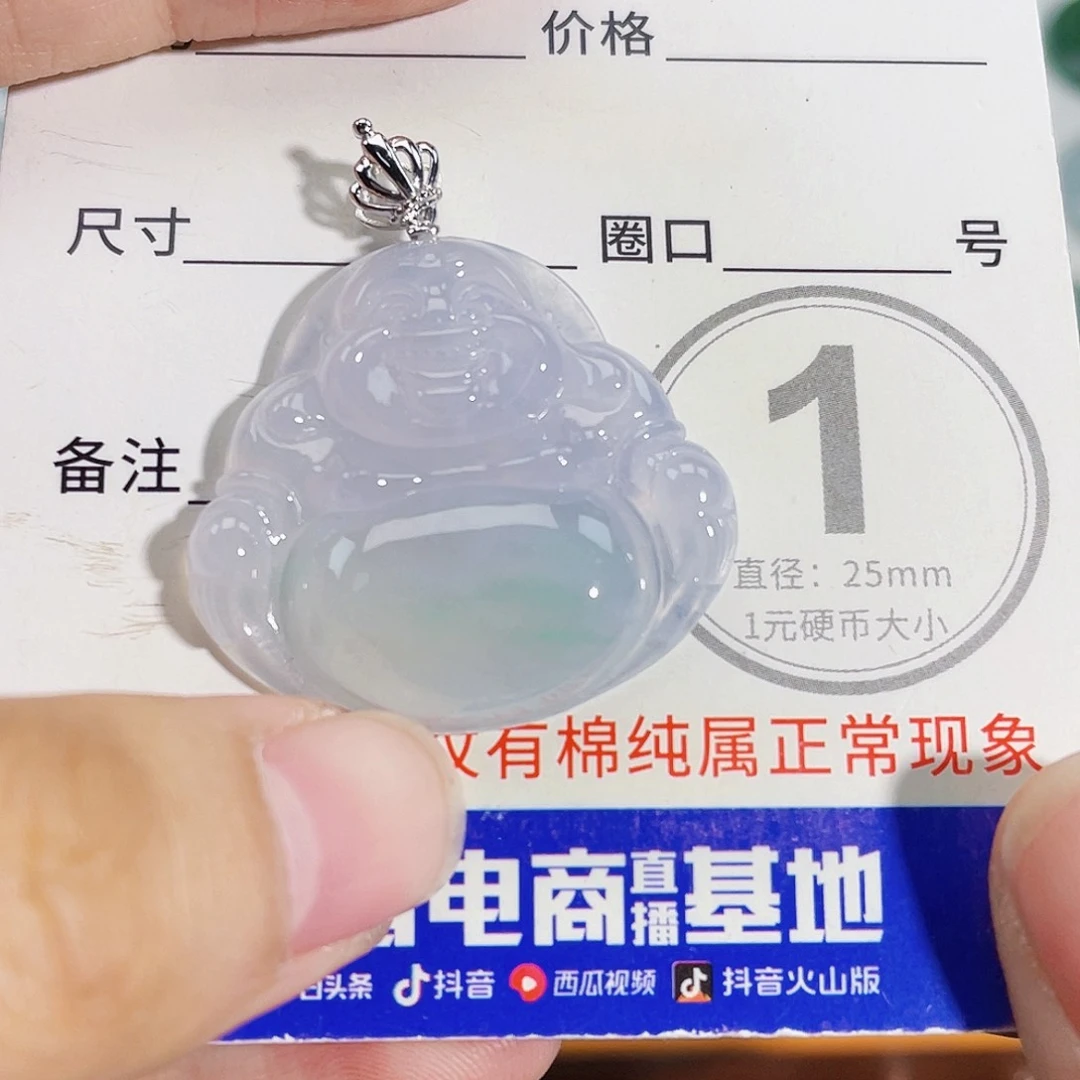 价格
尺寸
圈口
号
备注
1
直径：25mm
1元硬币大小
有棉纯属正常现象
电商直播基地
头条 抖音 西瓜视频 抖音火山版